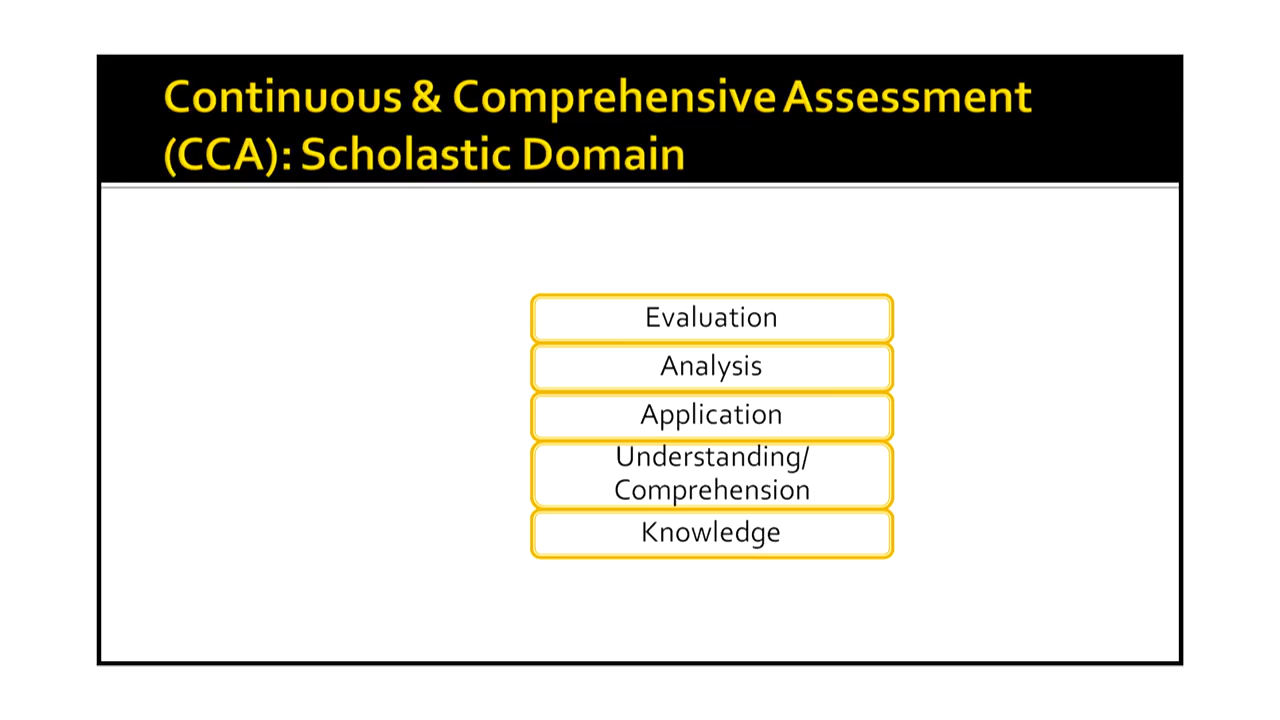 Continuous & Comprehensive Assessment
(CCA): Scholastic Domain
Evaluation
Analysis
Application
Understanding/
Comprehension
Knowledge